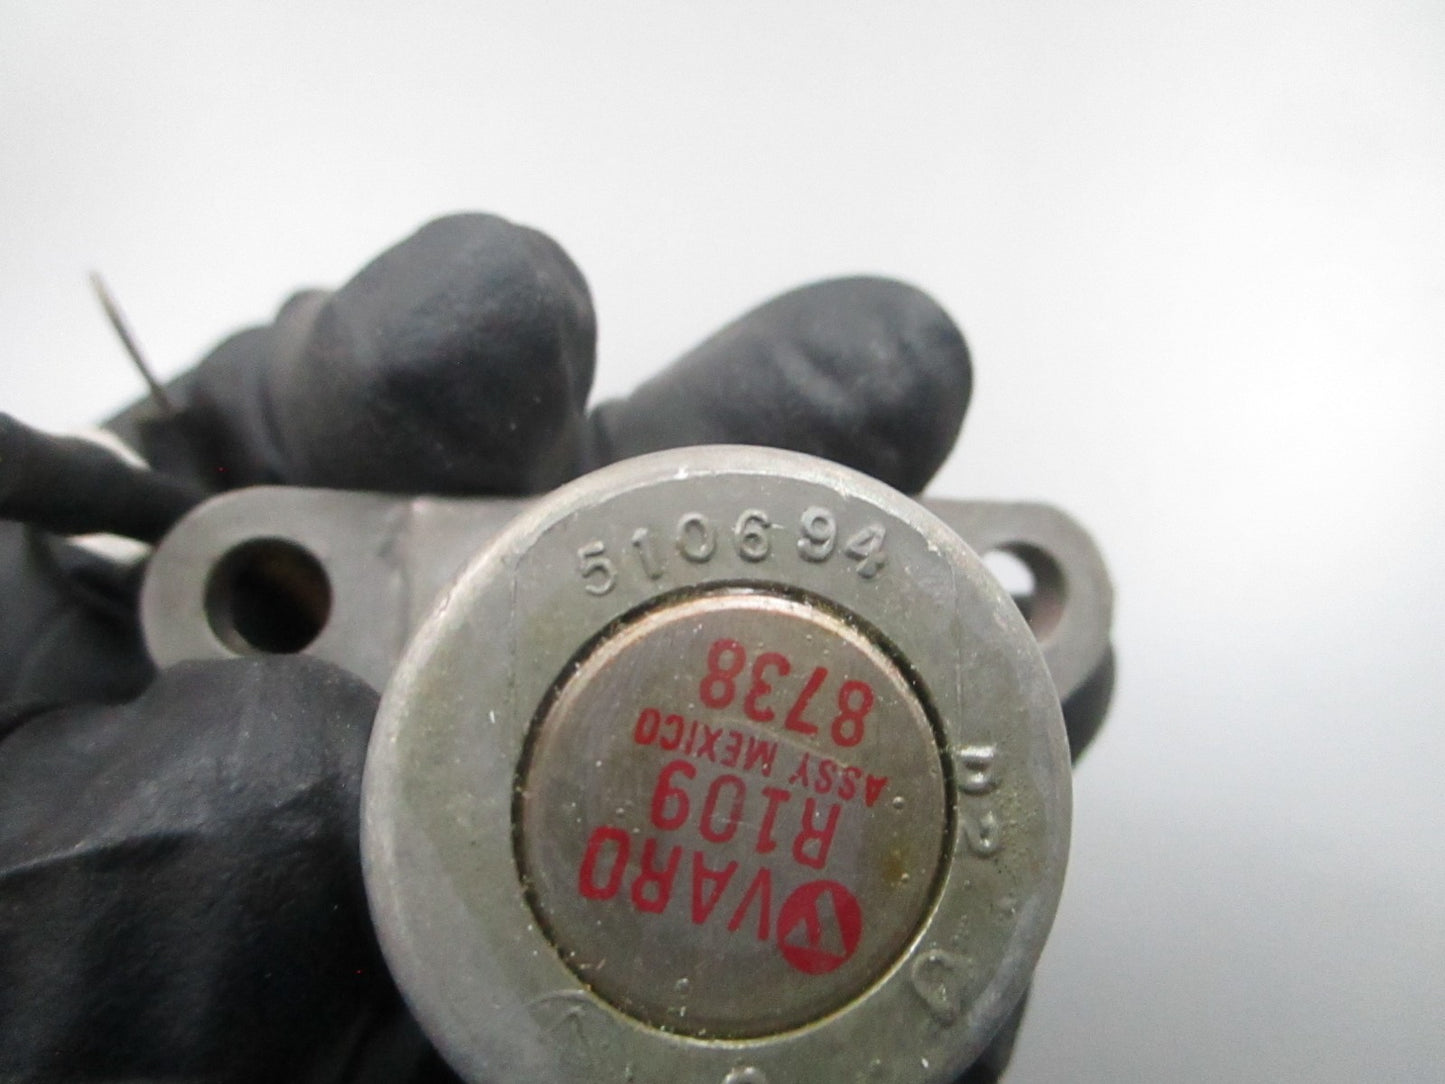 510694
VARO
R109
ASSY MEXICO
8738